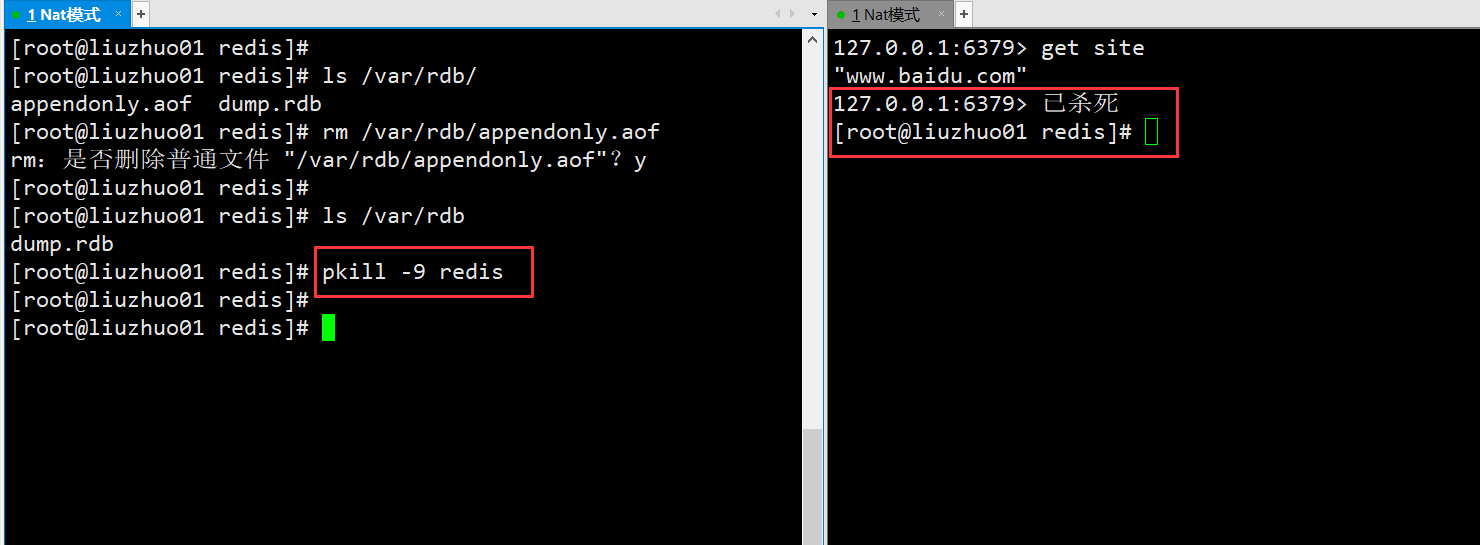 1 Nat模式 × +
[root@liuzhuo01 redis]#
[root@liuzhuo01 redis]# ls /var/rdb/
appendonly.aof  dump.rdb
[root@liuzhuo01 redis]# rm /var/rdb/appendonly.aof
rm：是否删除普通文件 "/var/rdb/appendonly.aof"？y
[root@liuzhuo01 redis]#
[root@liuzhuo01 redis]# ls /var/rdb
dump.rdb
[root@liuzhuo01 redis]# pkill -9 redis
[root@liuzhuo01 redis]#
[root@liuzhuo01 redis]#
1 Nat模式 × +
127.0.0.1:6379> get site
"www.baidu.com"
127.0.0.1:6379> 已杀死
[root@liuzhuo01 redis]#